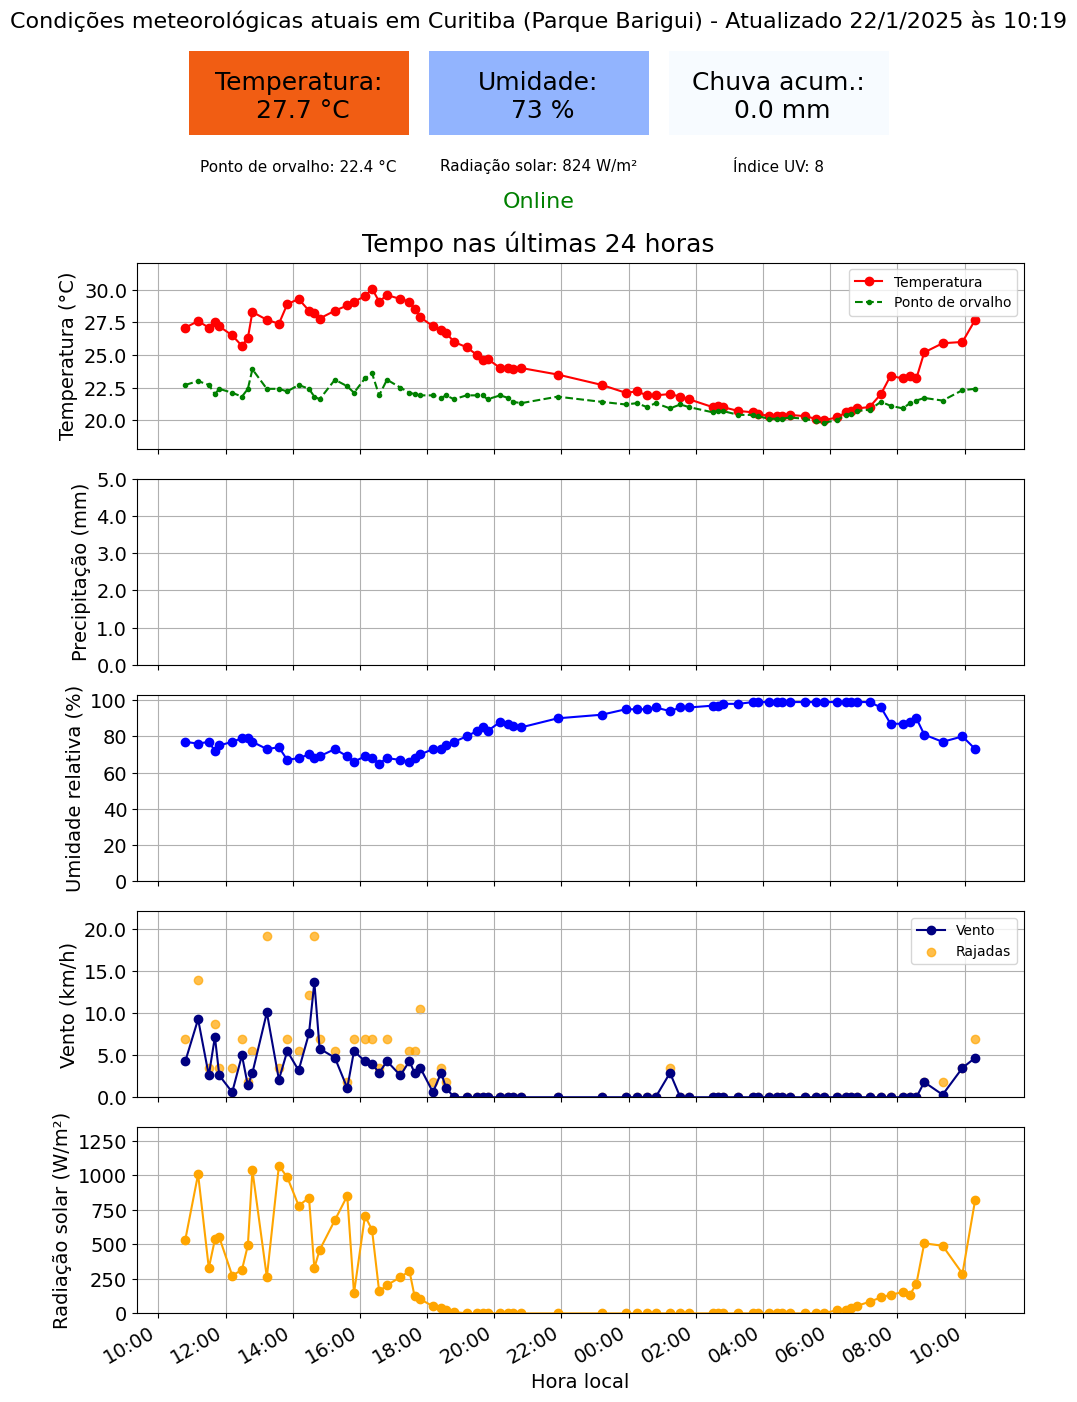 Condições meteorológicas atuais em Curitiba (Parque Barigui) - Atualizado 22/1/2025 às 10:19
Temperatura:
27.7 °C
Umidade:
73 %
Chuva acum.:
0.0 mm
Ponto de orvalho: 22.4 °C
Radiação solar: 824 W/m²
Índice UV: 8
Online
Tempo nas últimas 24 horas
Temperatura (°C)
30.0
27.5
25.0
22.5
20.0
Temperatura
Ponto de orvalho
Precipitação (mm)
5.0
4.0
3.0
2.0
1.0
0.0
Umidade relativa (%)
100
80
60
40
20
0
Vento (km/h)
20.0
15.0
10.0
5.0
0.0
Vento
Rajadas
Radiação solar (W/m²)
1250
1000
750
500
250
0
10:00
12:00
14:00
16:00
18:00
20:00
22:00
00:00
02:00
04:00
06:00
08:00
10:00
Hora local